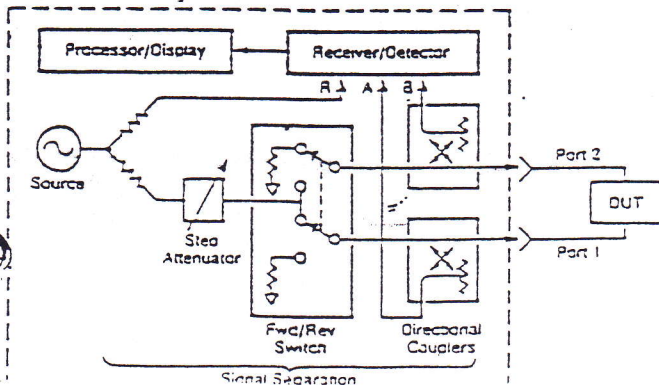 Processor/Display
Receiver/Detector
R A B
Source
Step
Attenuator
Fwd/Rev
Switch
Directional
Couplers
Port 2
DUT
Port 1
Signal Separation